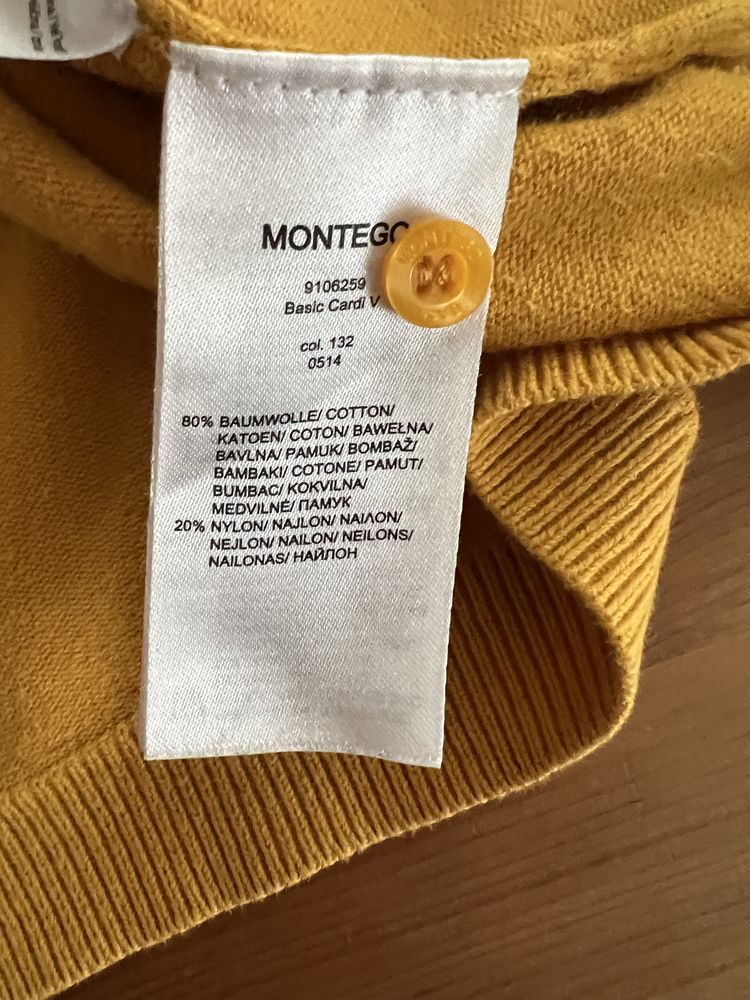 MONTEGO
9106259
Basic Cardi V
col. 132
0514
80% BAUMWOLLE/ COTTON/
KATOEN/ COTON/ BAWEŁNA/
BAVLNA/ PAMUK/ BOMBAŽ/
BAMBAKI/ COTONE/ PAMUT/
BUMBAC/ KOKVILNA/
MEDVILNĖ/ ПАМУК
20% NYLON/ NAJLON/ ΝΑΙΛΟΝ/
NEJLON/ NAILON/ NEILONS/
NAILONAS/ НАЙЛОН